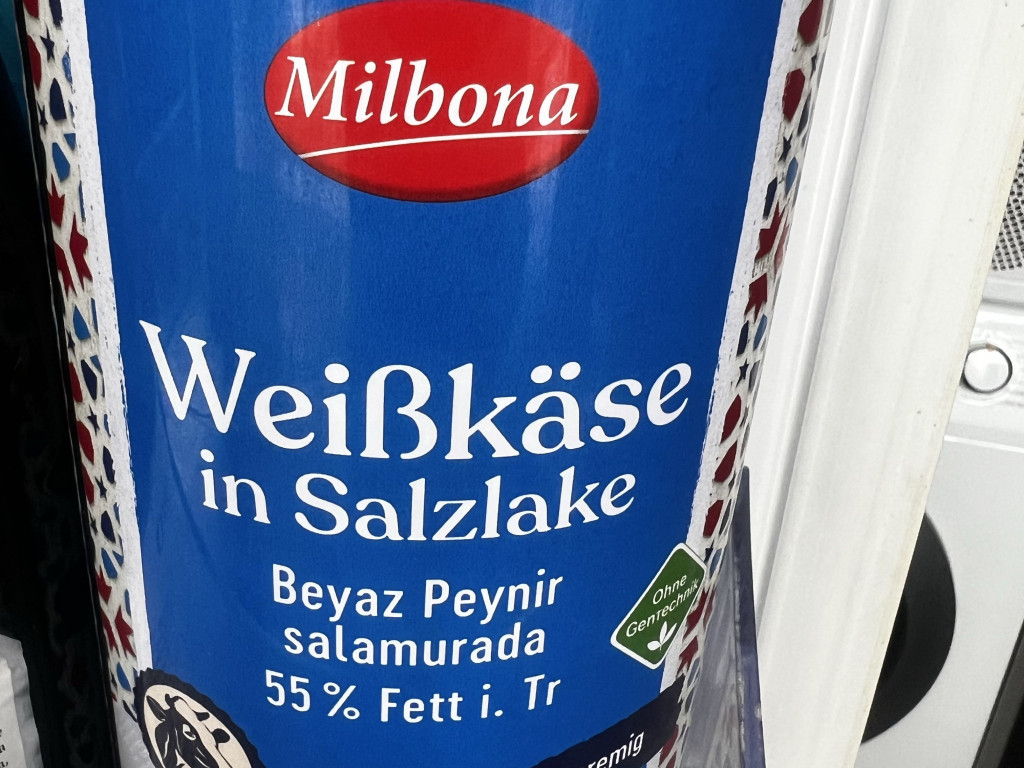 Milbona
Weißkäse
in Salzlake
Beyaz Peynir
salamurada
55% Fett i. Tr
Ohne
Gentechnik